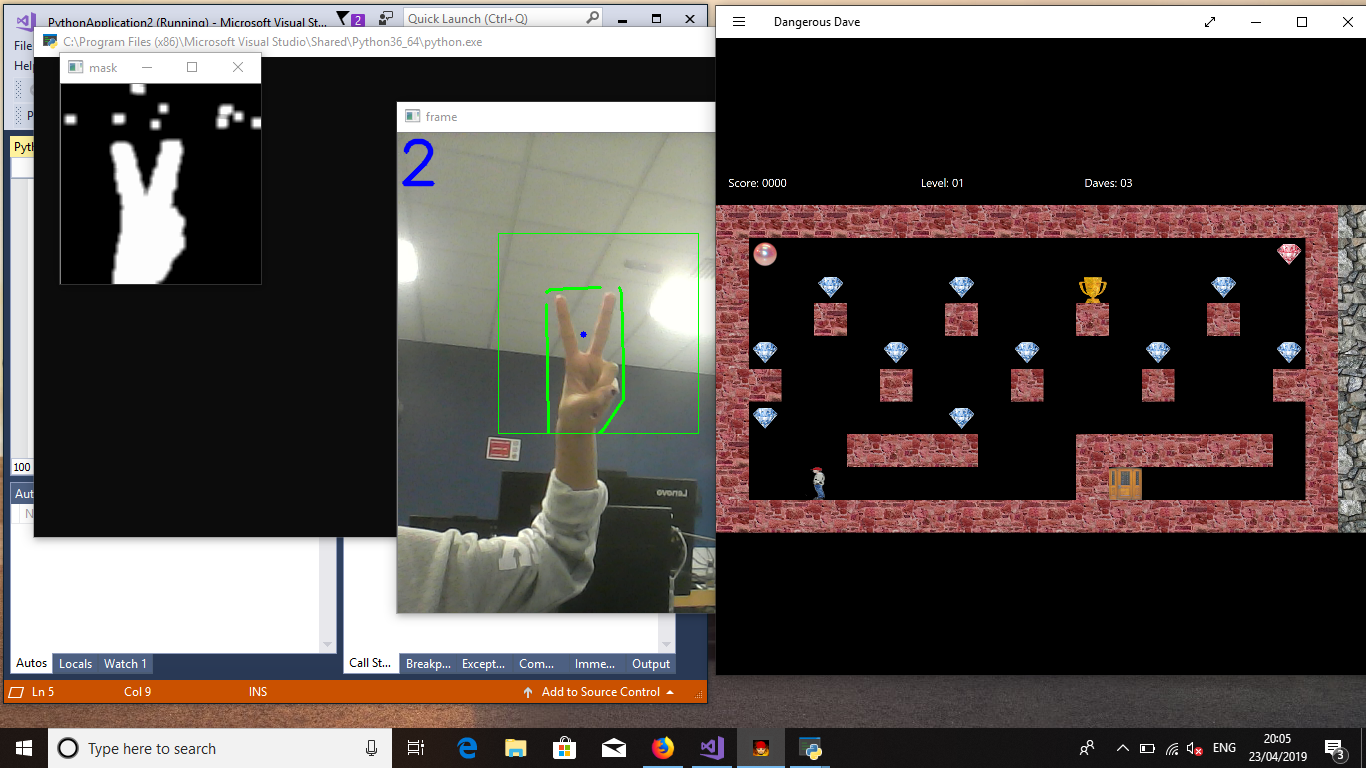 PythonApplication2 (Running) - Microsoft Visual St...
2
Quick Launch (Ctrl+Q)
File
Help
C:\Program Files (x86)\Microsoft Visual Studio\Shared\Python36_64\python.exe
mask
frame
2
Lenovo
Pyth
100
Aut
N
Autos
Locals
Watch 1
Call St...
Breakp...
Except...
Com...
Imme...
Output
Ln 5
Col 9
INS
Add to Source Control
Dangerous Dave
Score: 0000
Level: 01
Daves: 03
Type here to search
ENG
20:05
23/04/2019
3